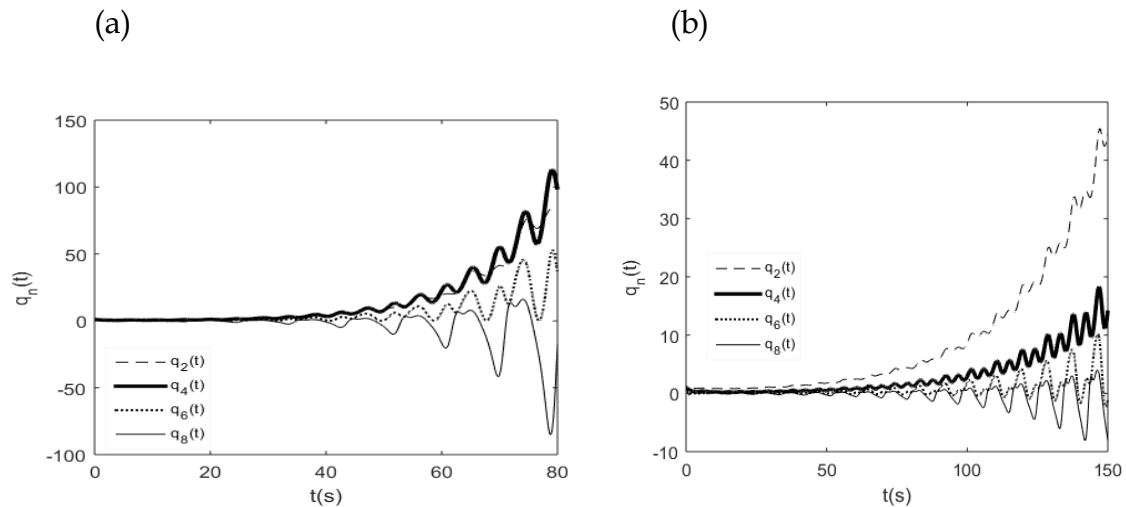 (a)
150
100
50
0
-50
-100
q_n(t)
q_2(t)
q_4(t)
q_6(t)
q_8(t)
0 20 40 60 80
t(s)
(b)
50
40
30
20
10
0
-10
q_n(t)
q_2(t)
q_4(t)
q_6(t)
q_8(t)
0 50 100 150
t(s)